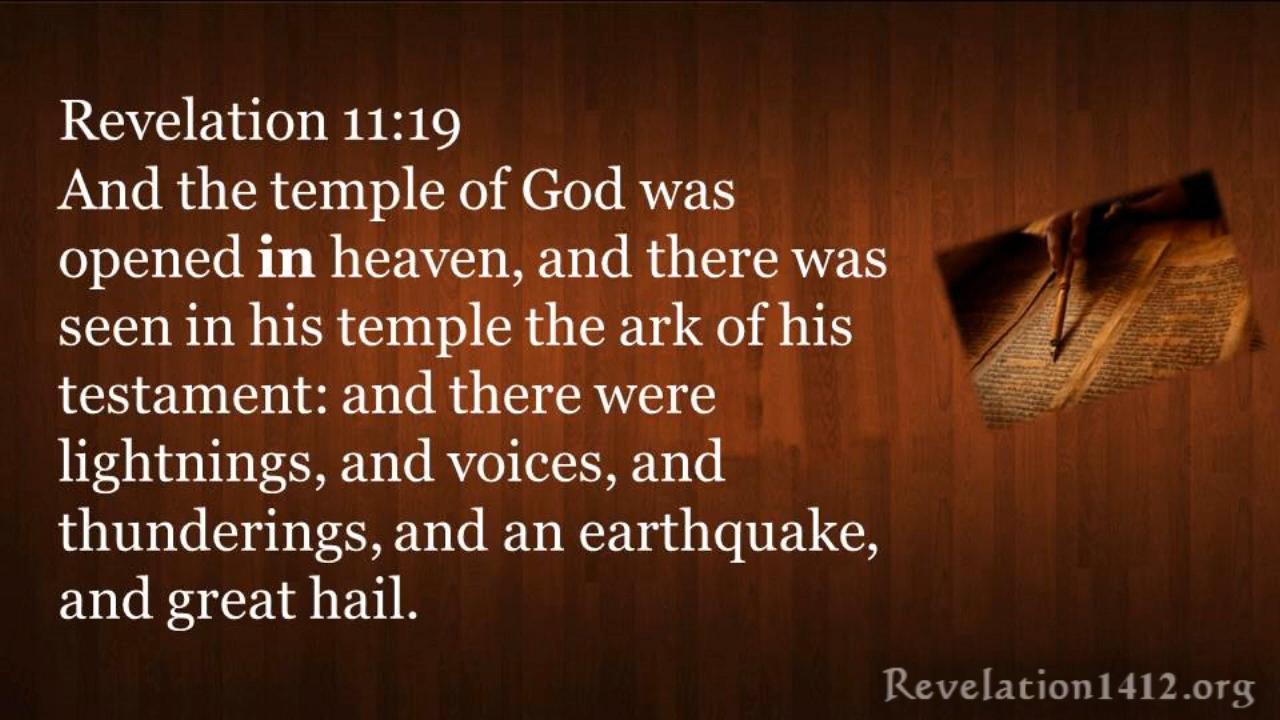 Revelation 11:19
And the temple of God was
opened in heaven, and there was
seen in his temple the ark of his
testament: and there were
lightnings, and voices, and
thunderings, and an earthquake,
and great hail.
Revelation1412.org